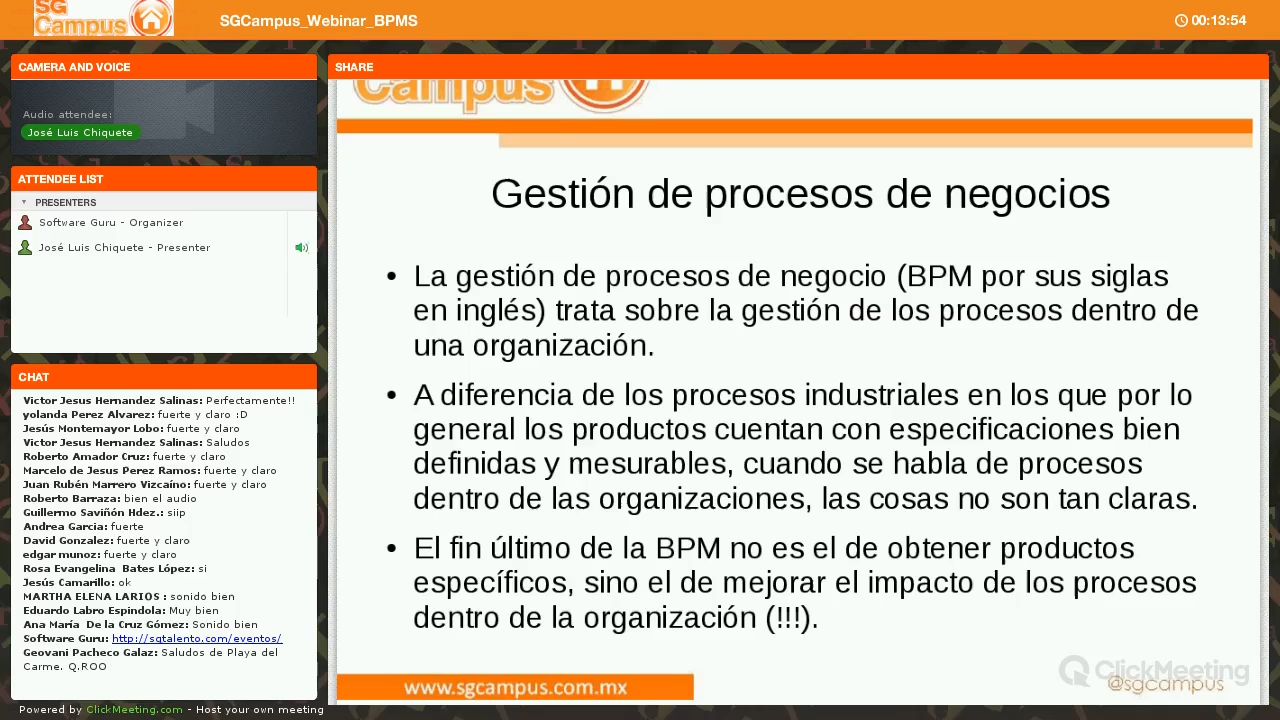 SG
Campus
SGCampus_Webinar_BPMS
00:13:54
CAMERA AND VOICE
Audio attendee:
José Luis Chiquete
ATTENDEE LIST
PRESENTERS
Software Guru - Organizer
José Luis Chiquete - Presenter
CHAT
Victor Jesus Hernandez Salinas: Perfectamente!!
yolanda Perez Alvarez: fuerte y claro :D
Jesús Montemayor Lobo: fuerte y claro
Victor Jesus Hernandez Salinas: Saludos
Roberto Amador Cruz: fuerte y claro
Marcelo de Jesus Perez Ramos: fuerte y claro
Juan Rubén Marrero Vizcaíno: fuerte y claro
Roberto Barraza: bien el audio
Guillermo Saviñón Hdez.: siip
Andrea Garcia: fuerte
David Gonzalez: fuerte y claro
edgar munoz: fuerte y claro
Rosa Evangelina Bates López: si
Jesús Camarillo: ok
MARTHA ELENA LARIOS : sonido bien
Eduardo Labro Espindola: Muy bien
Ana María De la Cruz Gómez: Sonido bien
Software Guru: http://sgtalento.com/eventos/
Geovani Pacheco Galaz: Saludos de Playa del
Carme. Q.ROO
Powered by ClickMeeting.com - Host your own meeting
SHARE
Campus
Gestión de procesos de negocios
• La gestión de procesos de negocio (BPM por sus siglas
en inglés) trata sobre la gestión de los procesos dentro de
una organización.
• A diferencia de los procesos industriales en los que por lo
general los productos cuentan con especificaciones bien
definidas y mesurables, cuando se habla de procesos
dentro de las organizaciones, las cosas no son tan claras.
• El fin último de la BPM no es el de obtener productos
específicos, sino el de mejorar el impacto de los procesos
dentro de la organización (!!!).
www.sgcampus.com.mx
ClickMeeting
@sgcampus